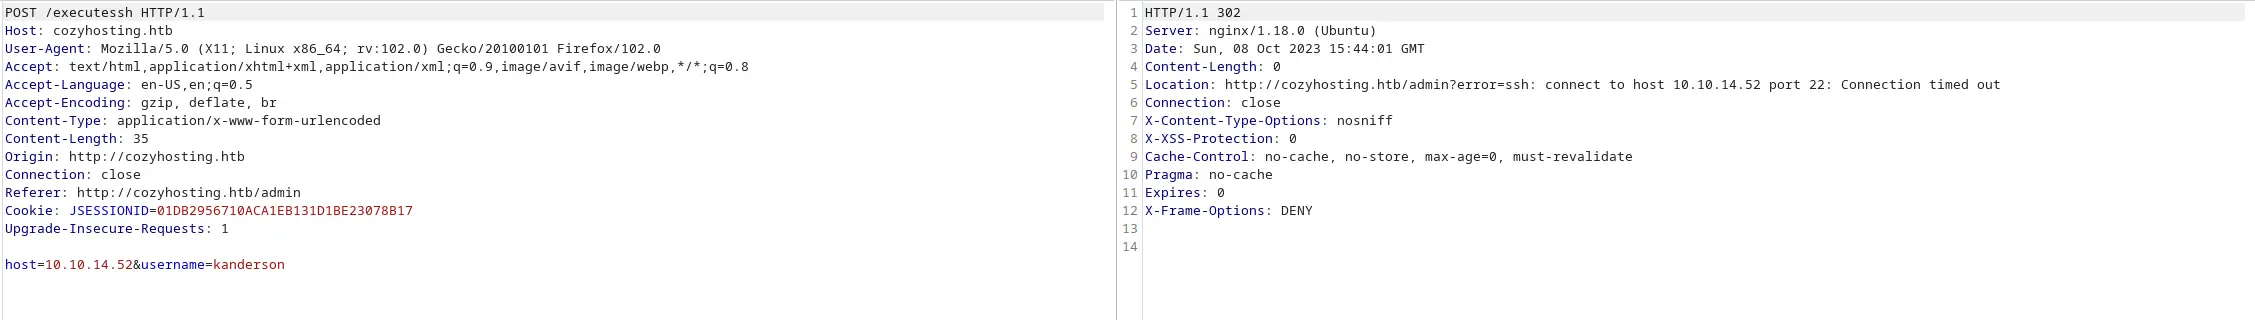 POST /executessh HTTP/1.1
Host: cozyhosting.htb
User-Agent: Mozilla/5.0 (X11; Linux x86_64; rv:102.0) Gecko/20100101 Firefox/102.0
Accept: text/html,application/xhtml+xml,application/xml;q=0.9,image/avif,image/webp,*/*;q=0.8
Accept-Language: en-US,en;q=0.5
Accept-Encoding: gzip, deflate, br
Content-Type: application/x-www-form-urlencoded
Content-Length: 35
Origin: http://cozyhosting.htb
Connection: close
Referer: http://cozyhosting.htb/admin
Cookie: JSESSIONID=01DB2956710ACA1EB131D1BE23078B17
Upgrade-Insecure-Requests: 1
host=10.10.14.52&username=kanderson
1 HTTP/1.1 302
2 Server: nginx/1.18.0 (Ubuntu)
3 Date: Sun, 08 Oct 2023 15:44:01 GMT
4 Content-Length: 0
5 Location: http://cozyhosting.htb/admin?error=ssh: connect to host 10.10.14.52 port 22: Connection timed out
6 Connection: close
7 X-Content-Type-Options: nosniff
8 X-XSS-Protection: 0
9 Cache-Control: no-cache, no-store, max-age=0, must-revalidate
10 Pragma: no-cache
11 Expires: 0
12 X-Frame-Options: DENY
13
14